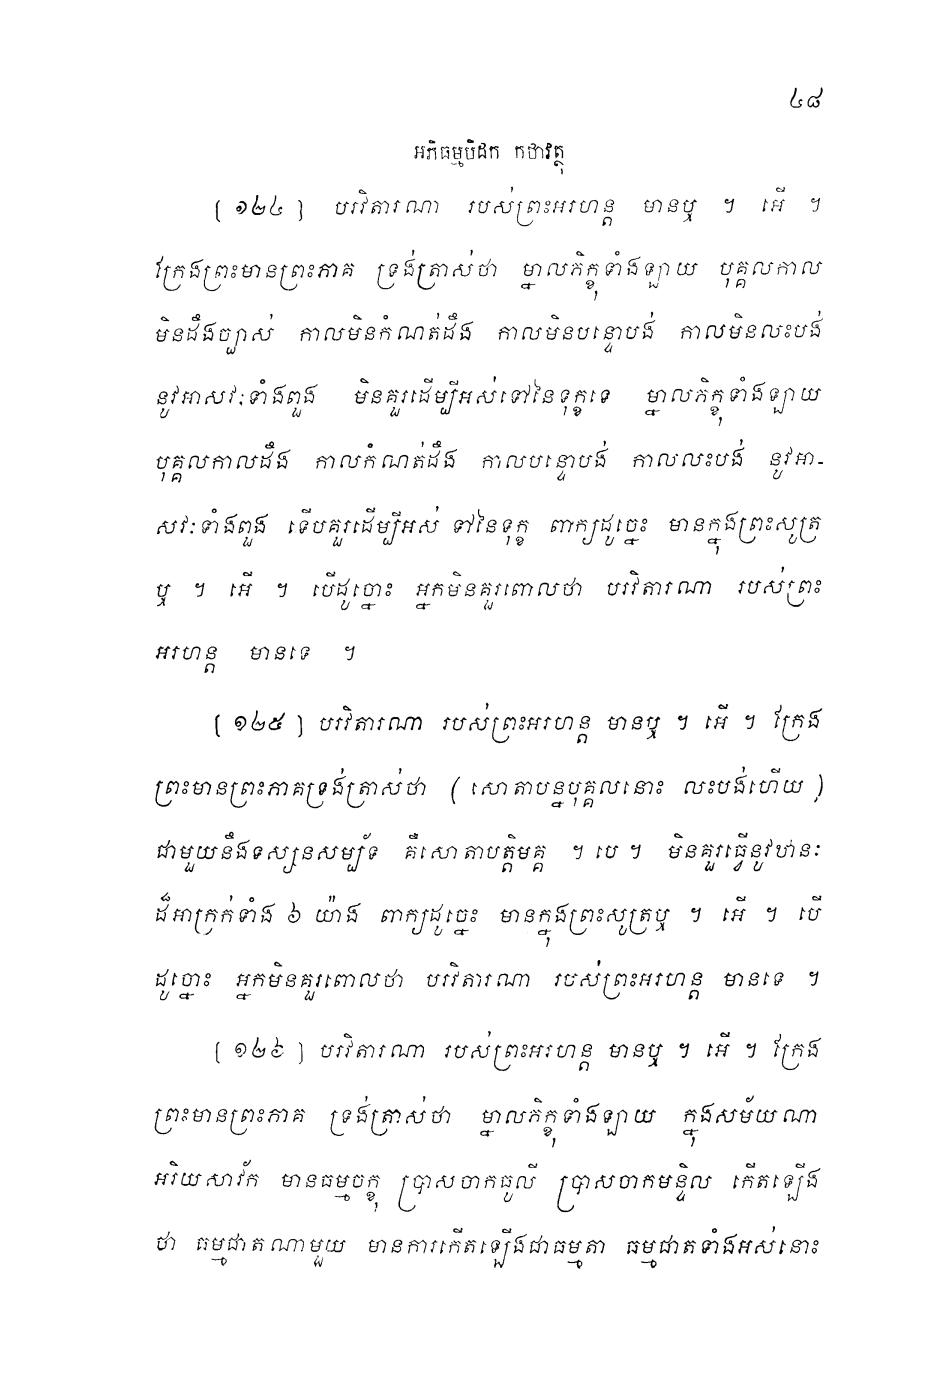 ៤៨
អភិធម្មបិដក កថាវត្ថុ
[ ១២៤ ] បរវិតារណា របស់ព្រះអរហន្ត មានឬ ។ អើ ។
ក្រែងព្រះមានព្រះភាគ ទ្រង់ត្រាស់ថា ម្នាលភិក្ខុទាំងឡាយ បុគ្គលកាល
មិនដឹងច្បាស់ កាលមិនកំណត់ដឹង កាលមិនបន្ទោបង់ កាលមិនលះបង់
នូវអាសវៈទាំងពួង មិនគួរដើម្បីអស់ទៅនៃទុក្ខទេ ម្នាលភិក្ខុទាំងឡាយ
បុគ្គលកាលដឹង កាលកំណត់ដឹង កាលបន្ទោបង់ កាលលះបង់ នូវអា-
សវៈទាំងពួង ទើបគួរដើម្បីអស់ ទៅនៃទុក្ខ ពាក្យដូច្នេះ មានក្នុងព្រះសូត្រ
ឬ ។ អើ ។ បើដូច្នោះ អ្នកមិនគួរពោលថា បរវិតារណា របស់ព្រះ
អរហន្ត មានទេ ។
[ ១២៥ ] បរវិតារណា របស់ព្រះអរហន្ត មានឬ ។ អើ ។ ក្រែង
ព្រះមានព្រះភាគទ្រង់ត្រាស់ថា ( សោតាបន្នបុគ្គលនោះ លះបង់ហើយ )
ជាមួយនឹងទស្សនសម្ប័ទ គឺសោតាបត្តិមគ្គ ។ បេ ។ មិនគួរធ្វើនូវឋានៈ
ដ៏អាក្រក់ទាំង ៦ យ៉ាង ពាក្យដូច្នេះ មានក្នុងព្រះសូត្រឬ ។ អើ ។ បើ
ដូច្នោះ អ្នកមិនគួរពោលថា បរវិតារណា របស់ព្រះអរហន្ត មានទេ ។
[ ១២៦ ] បរវិតារណា របស់ព្រះអរហន្ត មានឬ ។ អើ ។ ក្រែង
ព្រះមានព្រះភាគ ទ្រង់ត្រាស់ថា ម្នាលភិក្ខុទាំងឡាយ ក្នុងសម័យណា
អរិយសាវ័ក មានធម្មចក្ខុ ប្រាសចាកធូលី ប្រាសចាកមន្ទិល កើតឡើង
ថា ធម្មជាតណាមួយ មានការកើតឡើងជាធម្មតា ធម្មជាតទាំងអស់នោះ